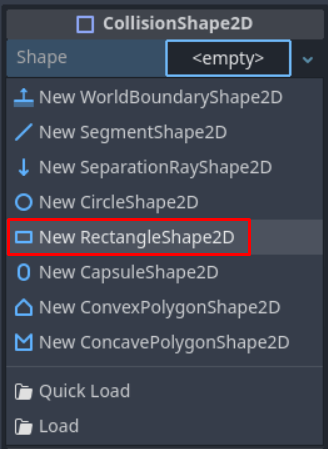 CollisionShape2D
Shape <empty>
New WorldBoundaryShape2D
New SegmentShape2D
New SeparationRayShape2D
New CircleShape2D
New RectangleShape2D
New CapsuleShape2D
New ConvexPolygonShape2D
New ConcavePolygonShape2D
Quick Load
Load